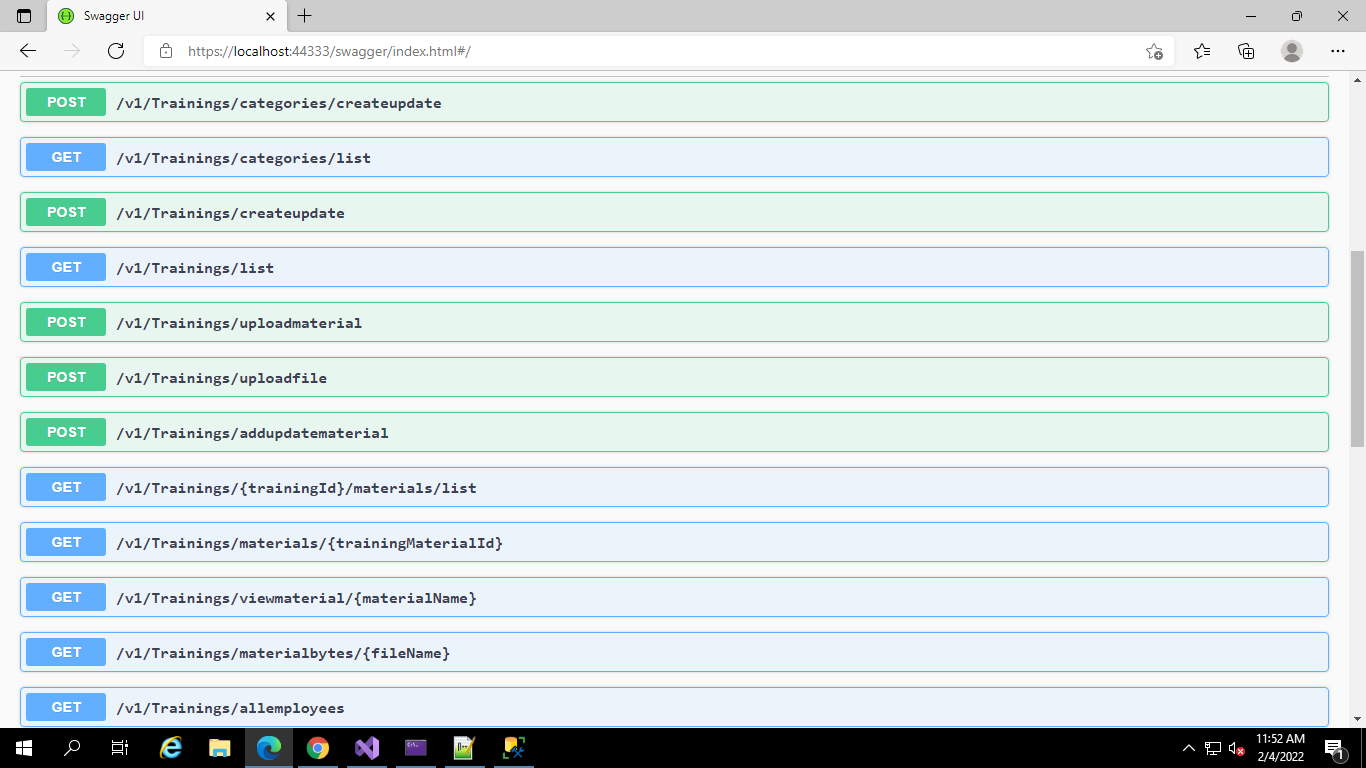 Swagger UI
https://localhost:44333/swagger/index.html#/
POST /v1/Trainings/categories/createupdate
GET /v1/Trainings/categories/list
POST /v1/Trainings/createupdate
GET /v1/Trainings/list
POST /v1/Trainings/uploadmaterial
POST /v1/Trainings/uploadfile
POST /v1/Trainings/addupdatematerial
GET /v1/Trainings/{trainingId}/materials/list
GET /v1/Trainings/materials/{trainingMaterialId}
GET /v1/Trainings/viewmaterial/{materialName}
GET /v1/Trainings/materialbytes/{fileName}
GET /v1/Trainings/allemployees
11:52 AM
2/4/2022
1